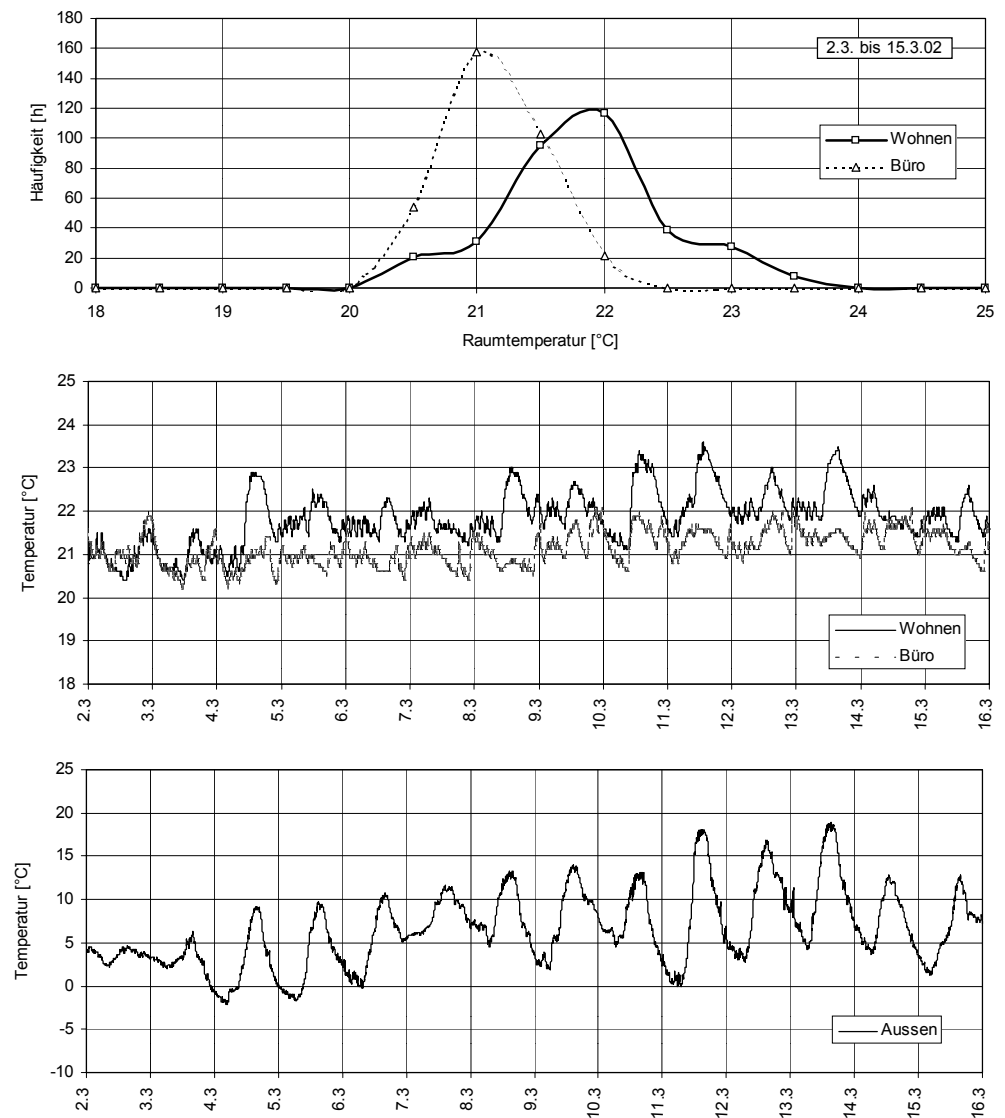 180
160
140
120
100
80
60
40
20
0
Häufigkeit [h]
2.3. bis 15.3.02
Wohnen
Büro
18 19 20 21 22 23 24 25
Raumtemperatur [°C]
25
24
23
22
21
20
19
18
Temperatur [°C]
Wohnen
Büro
2.3 3.3 4.3 5.3 6.3 7.3 8.3 9.3 10.3 11.3 12.3 13.3 14.3 15.3 16.3
25
20
15
10
5
0
-5
-10
Temperatur [°C]
Aussen
2.3 3.3 4.3 5.3 6.3 7.3 8.3 9.3 10.3 11.3 12.3 13.3 14.3 15.3 16.3